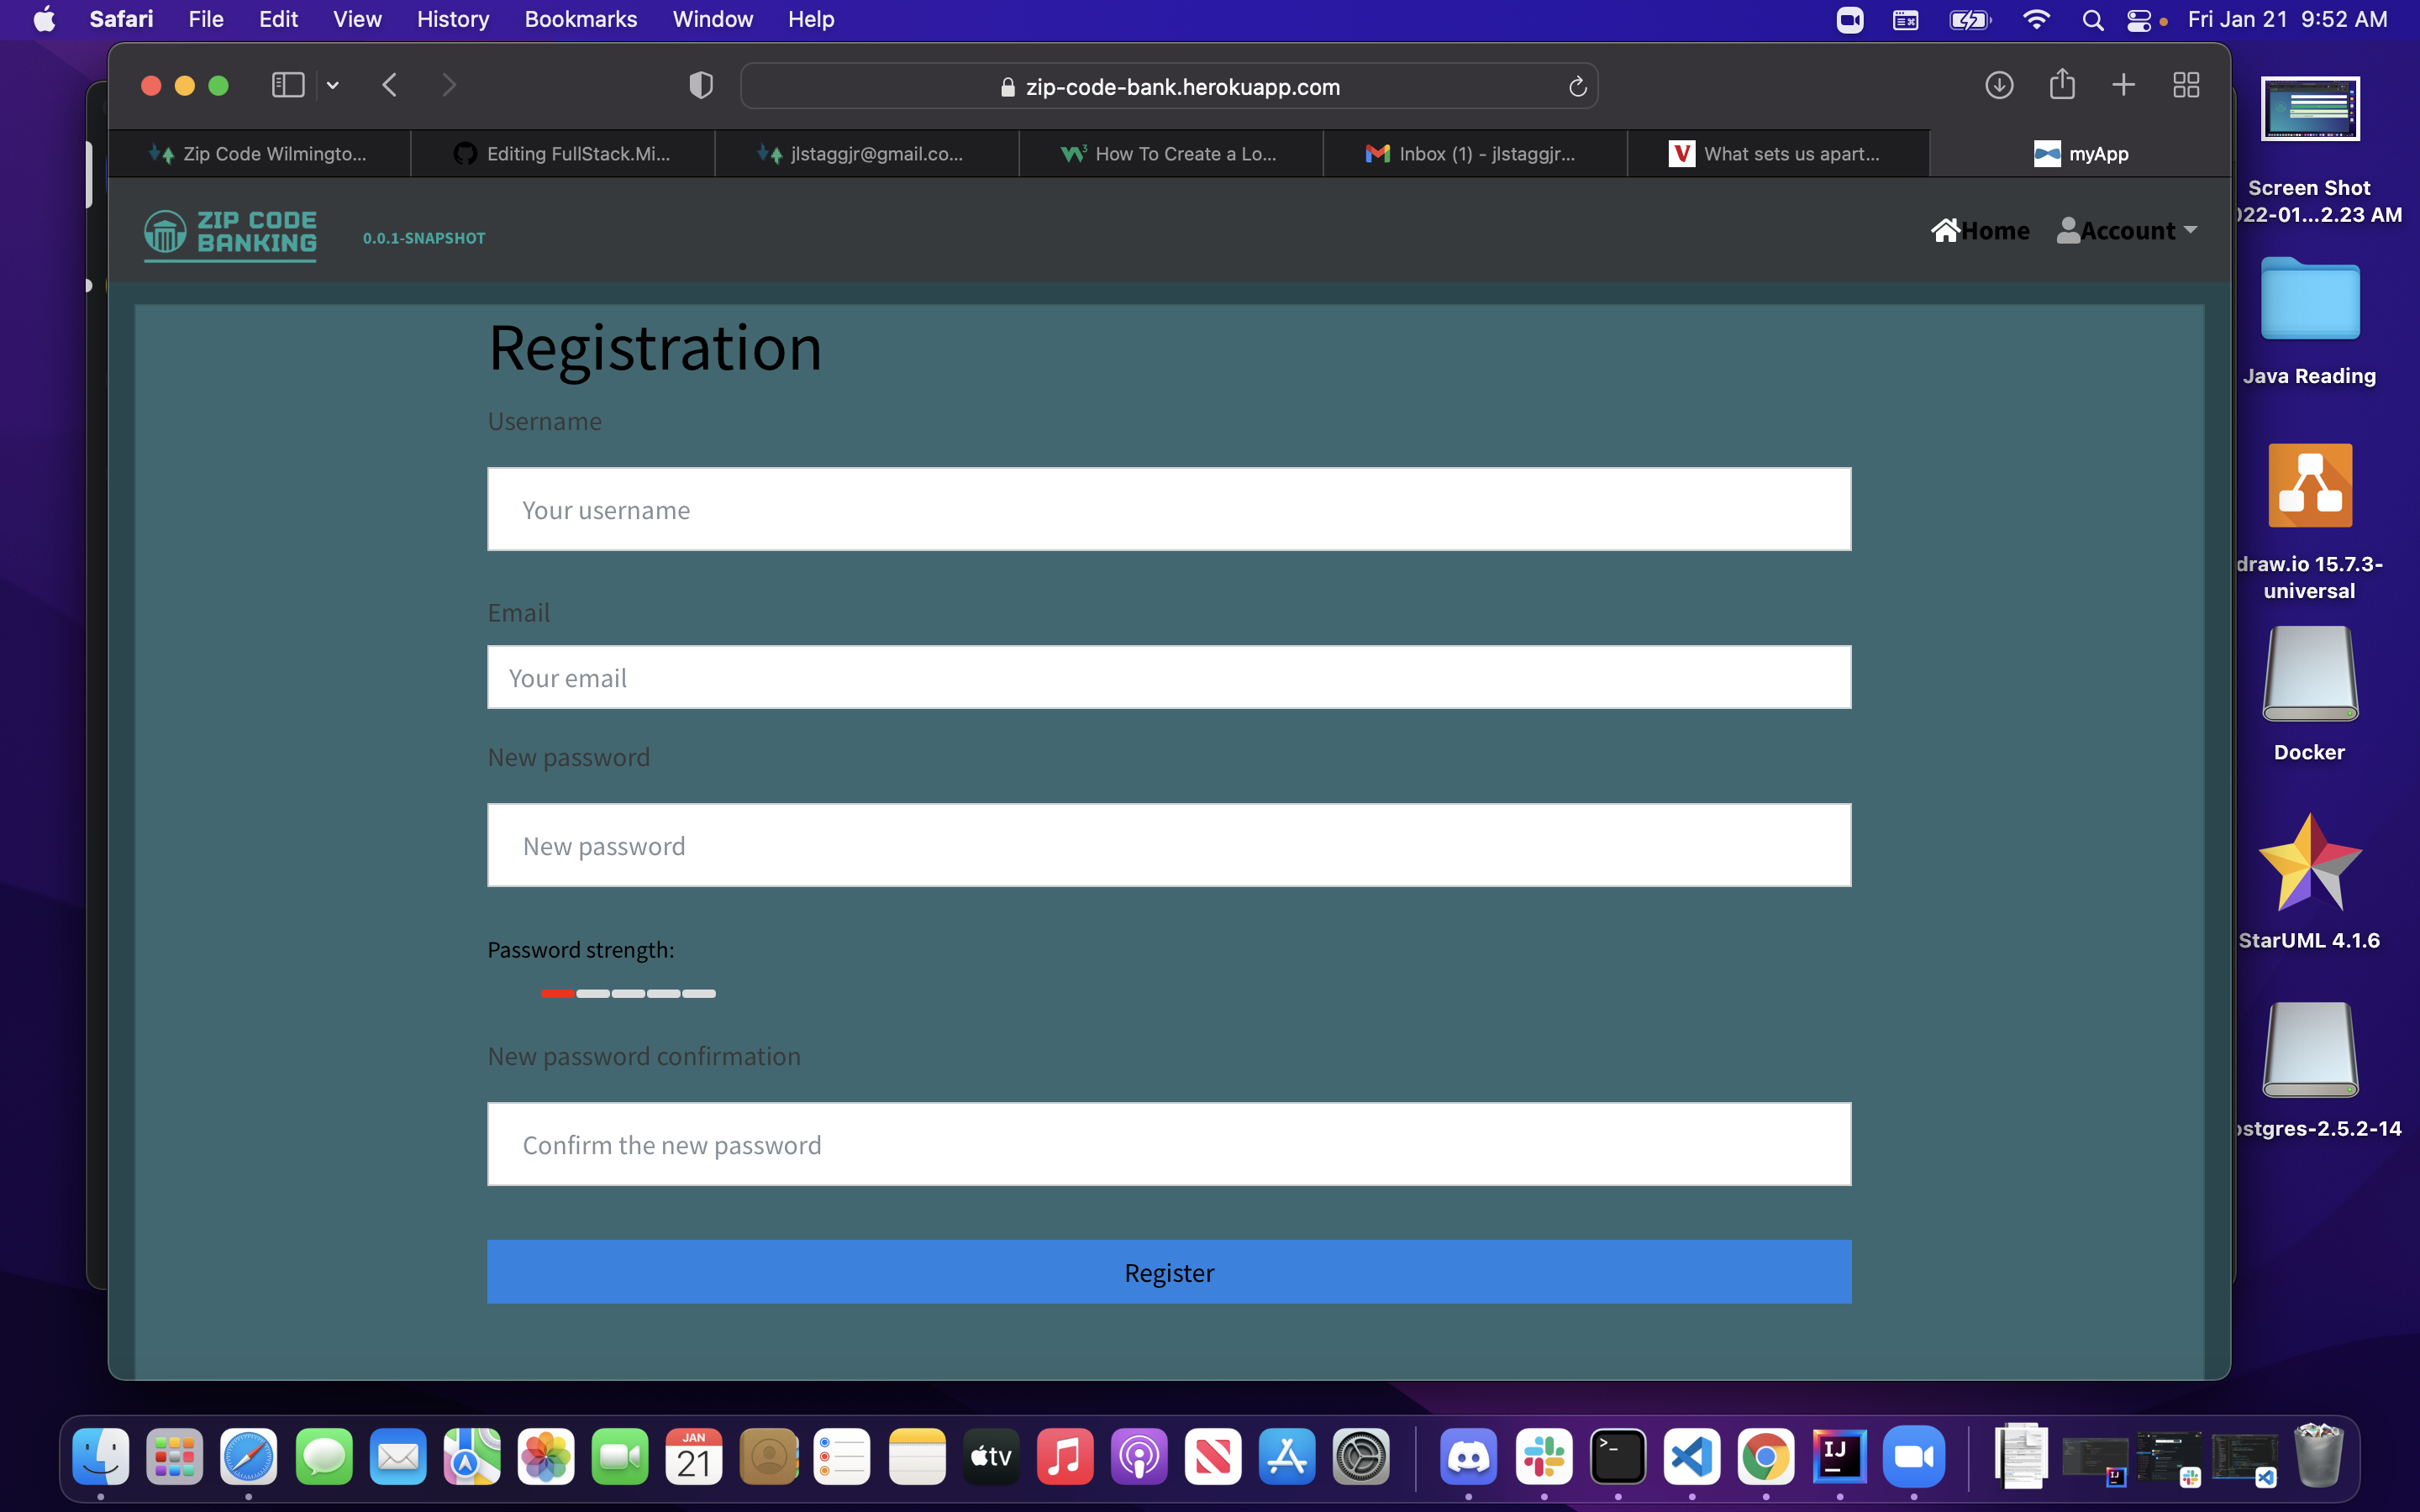 Safari File Edit View History Bookmarks Window Help Fri Jan 21 9:52 AM
zip-code-bank.herokuapp.com
Zip Code Wilmingto... Editing FullStack.Mi... jlstaggjr@gmail.co... How To Create a Lo... Inbox (1) - jlstaggjr... What sets us apart... myApp
ZIP CODE
BANKING
0.0.1-SNAPSHOT
Home Account
Registration
Username
Your username
Email
Your email
New password
New password
Password strength:
New password confirmation
Confirm the new password
Register
Screen Shot
022-01...2.23 AM
Java Reading
draw.io 15.7.3-
universal
Docker
StarUML 4.1.6
ostgres-2.5.2-14
JAN
21
tv
IJ